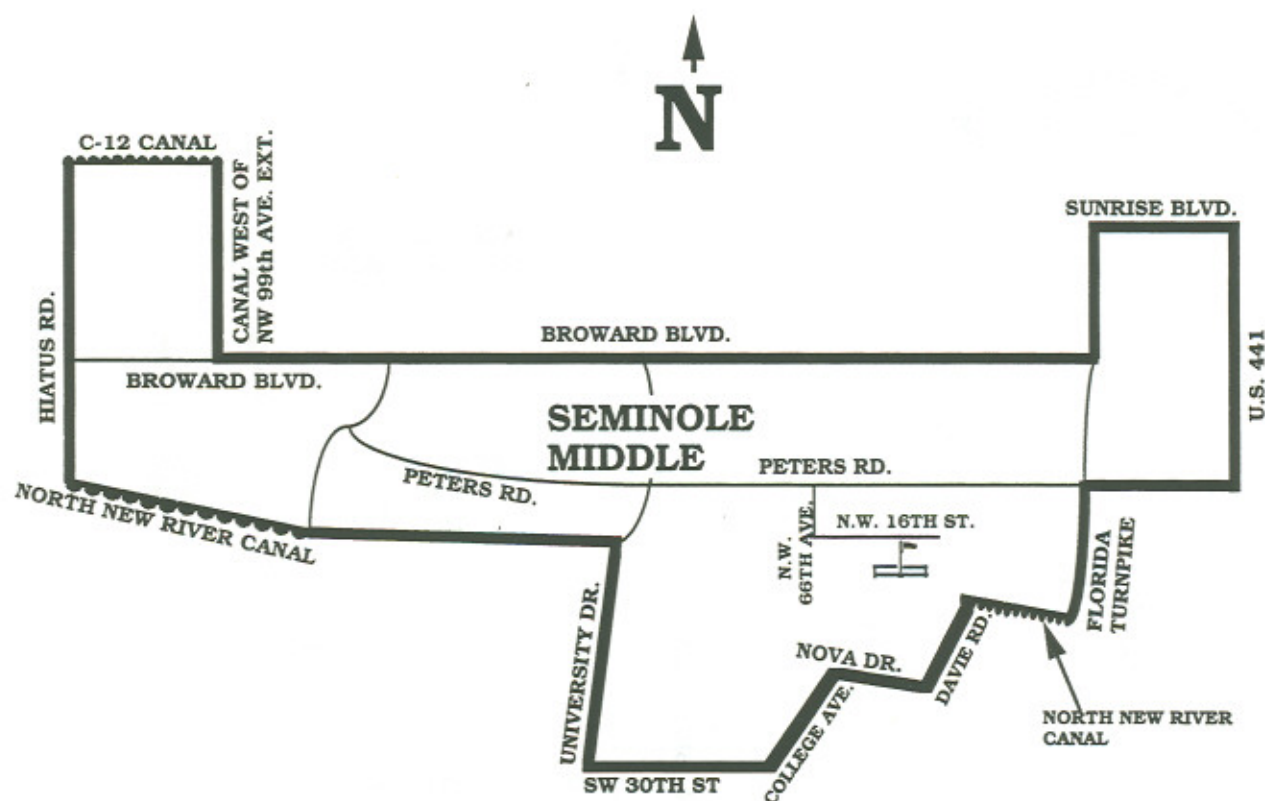 N
C-12 CANAL
CANAL WEST OF
NW 99th AVE. EXT.
SUNRISE BLVD.
HIATUS RD.
BROWARD BLVD.
BROWARD BLVD.
U.S. 441
SEMINOLE
MIDDLE
PETERS RD.
PETERS RD.
NORTH NEW RIVER CANAL
N.W.
66TH AVE.
N.W. 16TH ST.
FLORIDA
TURNPIKE
UNIVERSITY DR.
NOVA DR.
DAVIE RD.
COLLEGE AVE.
NORTH NEW RIVER
CANAL
SW 30TH ST